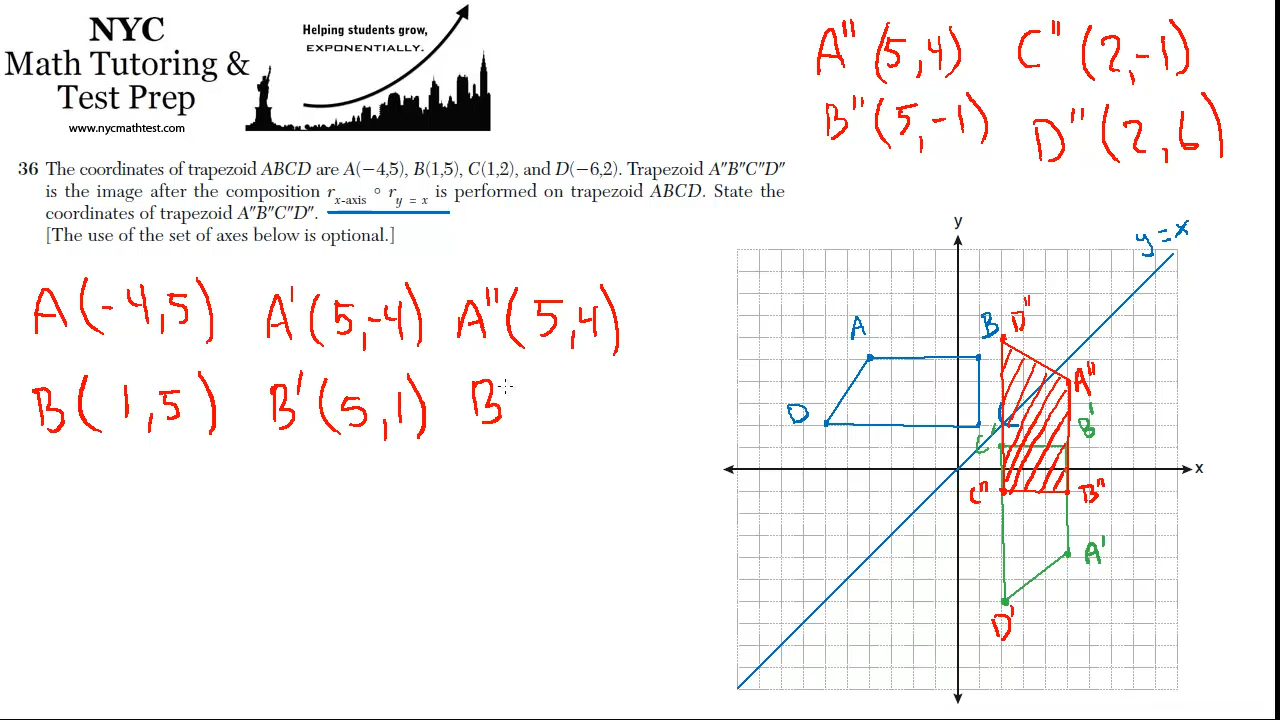 NYC
Math Tutoring &
Test Prep
www.nycmathtest.com
Helping students grow,
EXPONENTIALLY.
A" (5,4) C" (2,-1)
B" (5,-1) D" (2,6)
36 The coordinates of trapezoid ABCD are A(−4,5), B(1,5), C(1,2), and D(−6,2). Trapezoid A″B″C″D″
is the image after the composition r x-axis ∘ r y = x is performed on trapezoid ABCD. State the
coordinates of trapezoid A″B″C″D″.
[The use of the set of axes below is optional.]
A(-4,5) A'(5,-4) A"(5,4)
B(1,5) B'(5,1) B
y
y=x
A
B
D"
A"
D
C
B'
C'
x
C"
B"
A'
D'